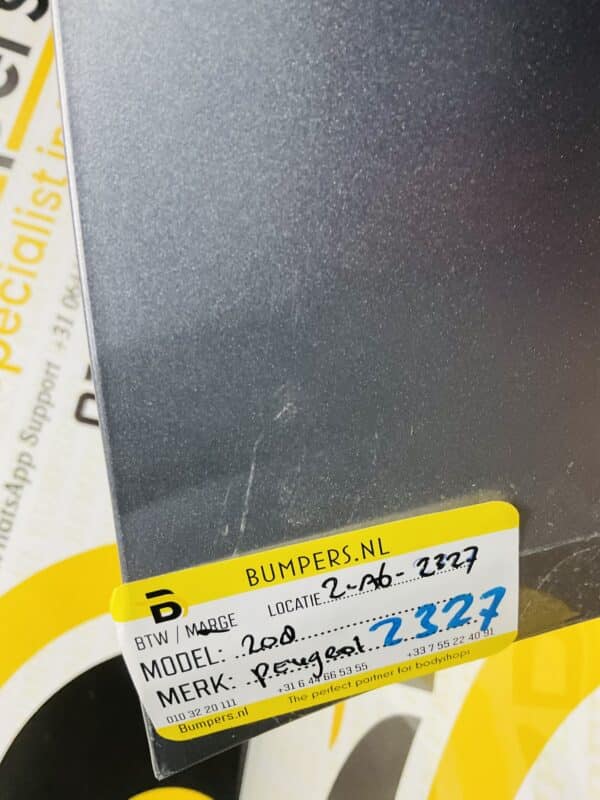 pecialist in
WhatsApp Support +31 06
BUMPERS.NL
B
BTW / MARGE
LOCATIE 2-A6-2327
MODEL: 208
MERK: Peugeot 2327
010 32 20 111
+31 6 44 66 53 55
+33 7 55 22 40 91
Bumpers.nl
The perfect partner for bodyshops